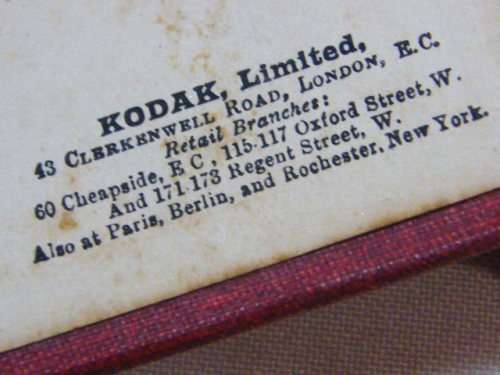 KODAK, Limited,
43 CLERKENWELL ROAD, LONDON, E.C.
Retail Branches:
60 Cheapside, E C , 115-117 Oxford Street, W.
And 171-173 Regent Street, W.
Also at Paris, Berlin, and Rochester, New York.